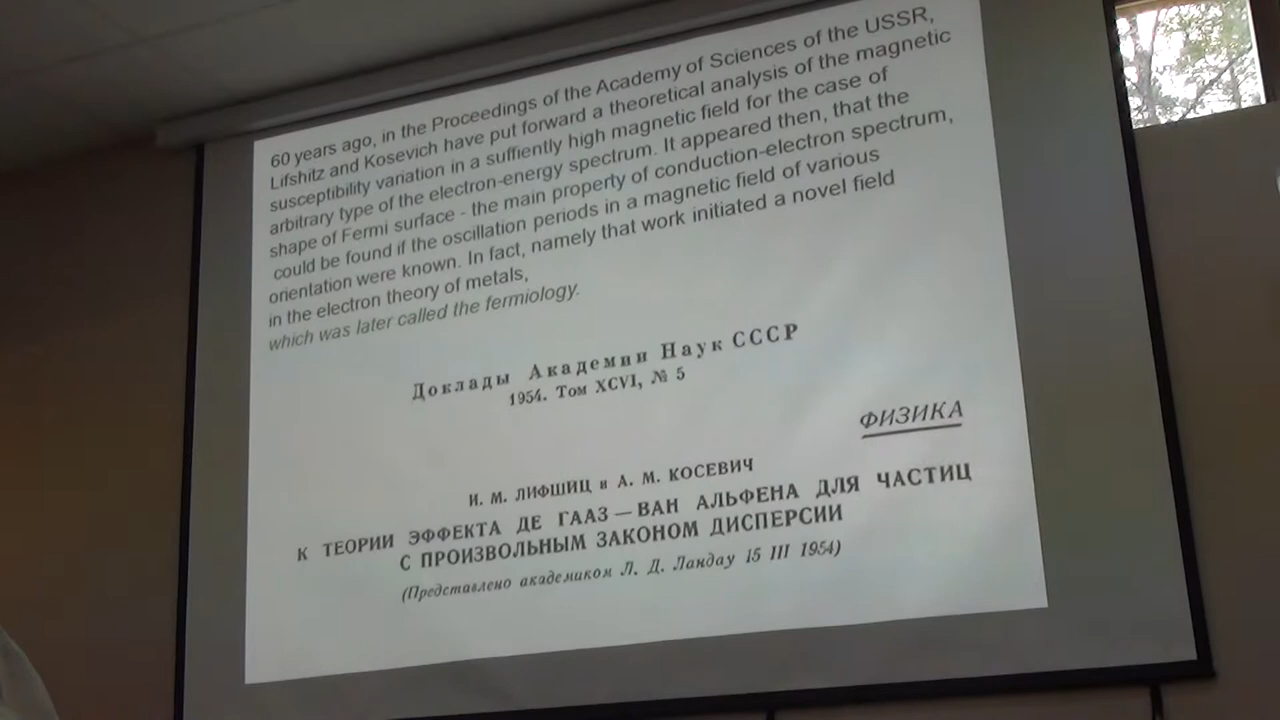 60 years ago, in the Proceedings of the Academy of Sciences of the USSR,
Lifshitz and Kosevich have put forward a theoretical analysis of the magnetic
susceptibility variation in a suffiently high magnetic field for the case of
arbitrary type of the electron-energy spectrum. It appeared then, that the
shape of Fermi surface - the main property of conduction-electron spectrum,
could be found if the oscillation periods in a magnetic field of various
orientation were known. In fact, namely that work initiated a novel field
in the electron theory of metals,
which was later called the fermiology.
Доклады Академии Наук СССР
1954. Том XCVI, № 5
ФИЗИКА
И. М. ЛИФШИЦ и А. М. КОСЕВИЧ
К ТЕОРИИ ЭФФЕКТА ДЕ ГААЗ — ВАН АЛЬФЕНА ДЛЯ ЧАСТИЦ
С ПРОИЗВОЛЬНЫМ ЗАКОНОМ ДИСПЕРСИИ
(Представлено академиком Л. Д. Ландау 15 III 1954)